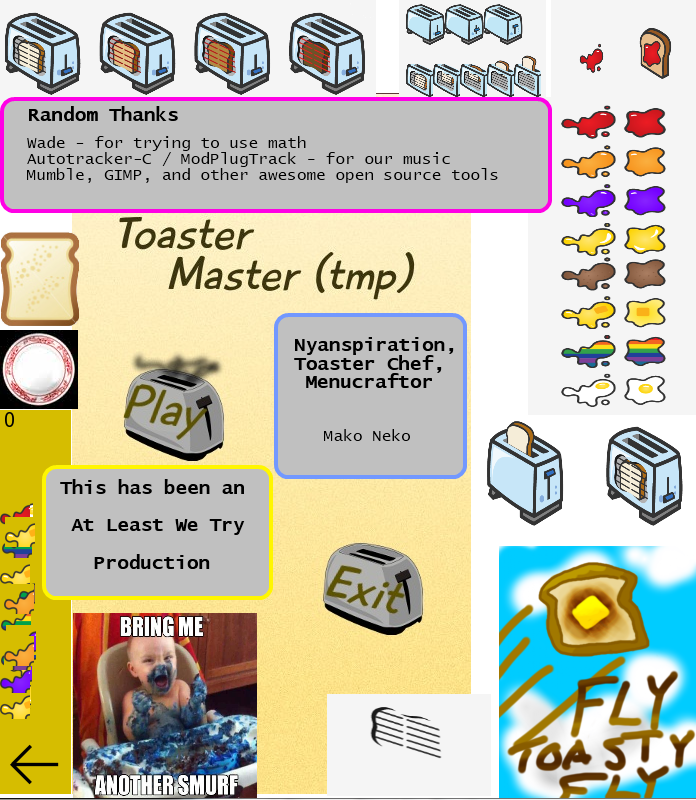 Random Thanks
Wade - for trying to use math
Autotracker-C / ModPlugTrack - for our music
Mumble, GIMP, and other awesome open source tools
Toaster
Master (tmp)
Nyanspiration,
Toaster Chef,
Menucraftor
Mako Neko
Play
0
This has been an
At Least We Try
Production
Exit
BRING ME
ANOTHER SMURF
FLY
TOASTY
FLY